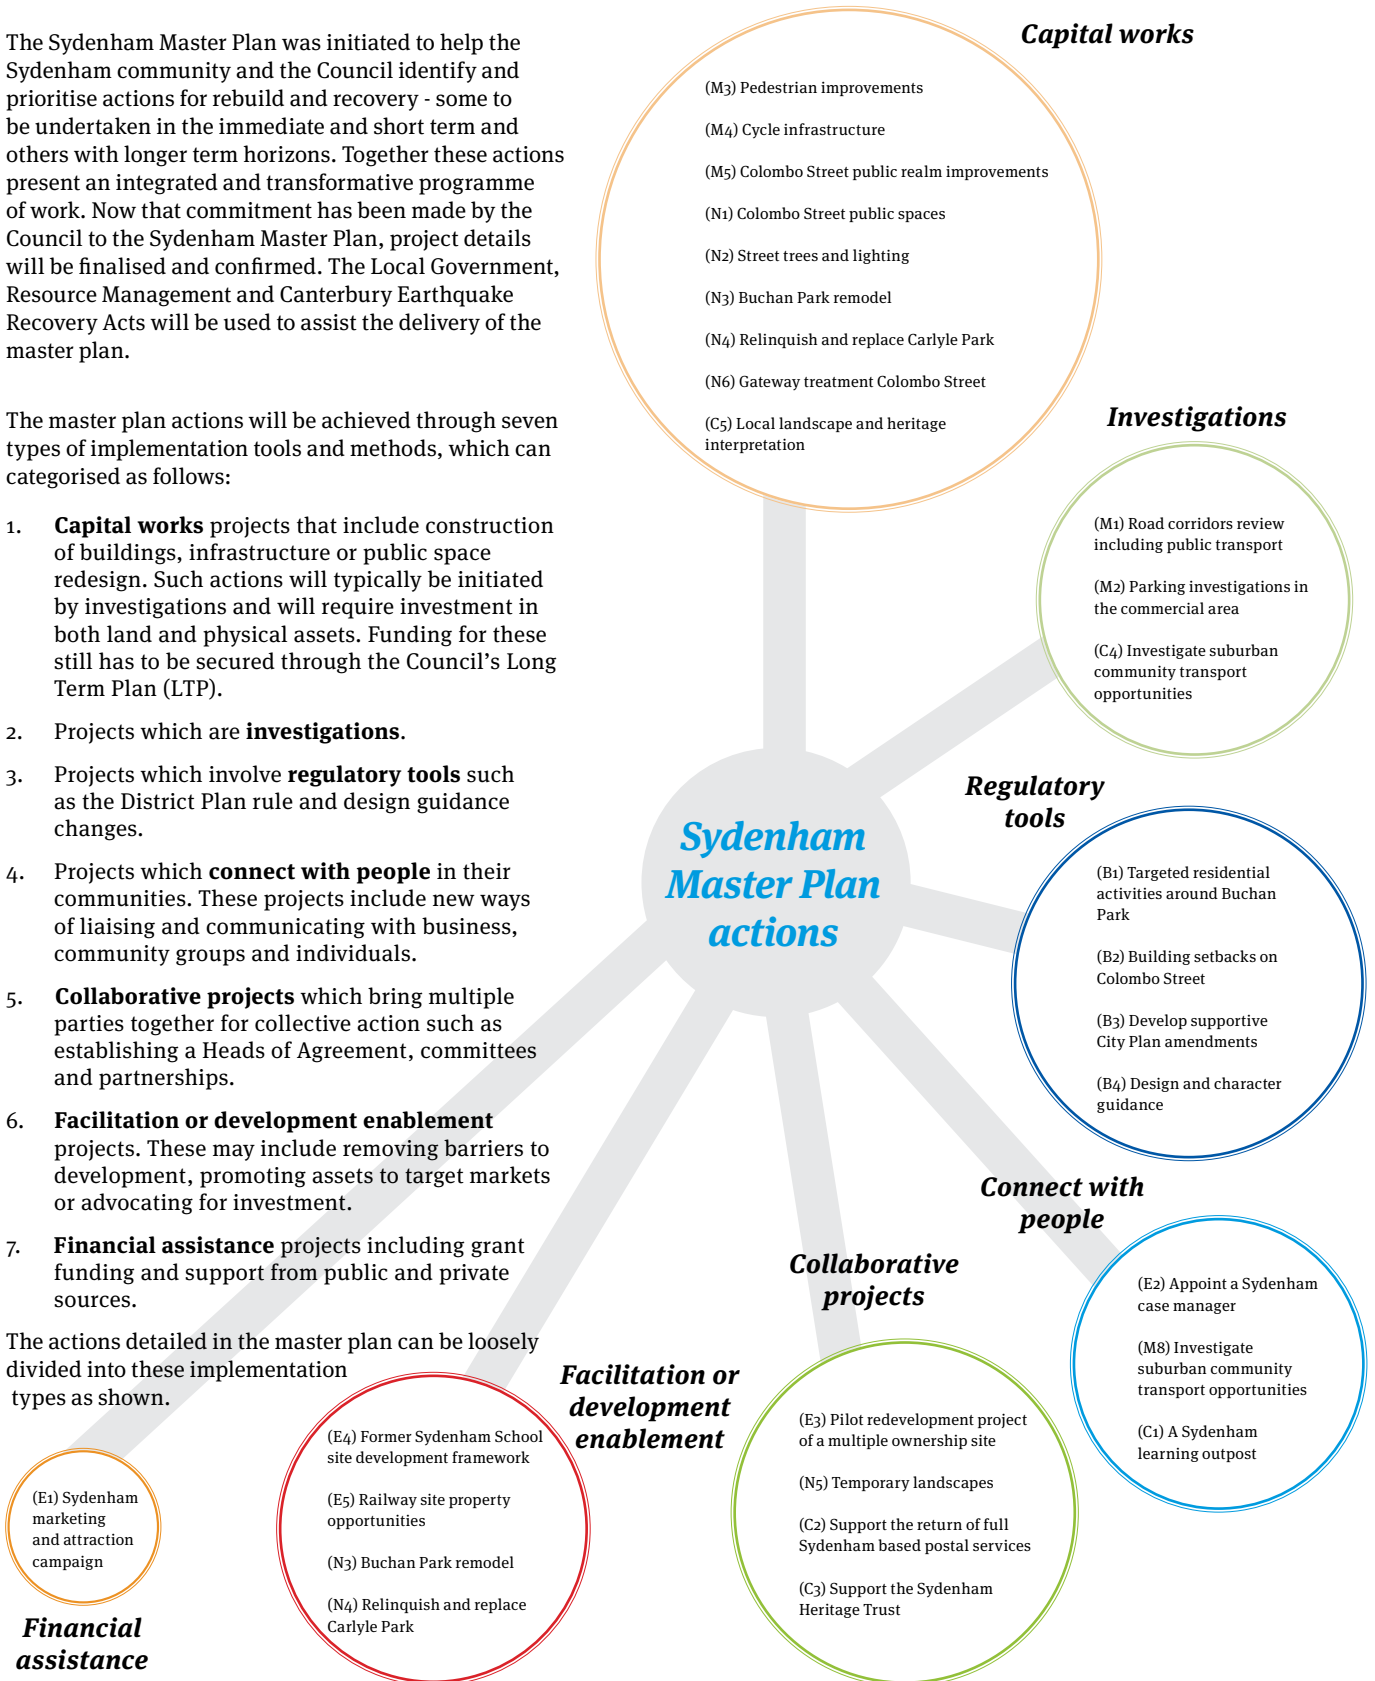 The Sydenham Master Plan was initiated to help the
Sydenham community and the Council identify and
prioritise actions for rebuild and recovery - some to
be undertaken in the immediate and short term and
others with longer term horizons. Together these actions
present an integrated and transformative programme
of work. Now that commitment has been made by the
Council to the Sydenham Master Plan, project details
will be finalised and confirmed. The Local Government,
Resource Management and Canterbury Earthquake
Recovery Acts will be used to assist the delivery of the
master plan.
The master plan actions will be achieved through seven
types of implementation tools and methods, which can
categorised as follows:
1. Capital works projects that include construction
of buildings, infrastructure or public space
redesign. Such actions will typically be initiated
by investigations and will require investment in
both land and physical assets. Funding for these
still has to be secured through the Council's Long
Term Plan (LTP).
2. Projects which are investigations.
3. Projects which involve regulatory tools such
as the District Plan rule and design guidance
changes.
4. Projects which connect with people in their
communities. These projects include new ways
of liaising and communicating with business,
community groups and individuals.
5. Collaborative projects which bring multiple
parties together for collective action such as
establishing a Heads of Agreement, committees
and partnerships.
6. Facilitation or development enablement
projects. These may include removing barriers to
development, promoting assets to target markets
or advocating for investment.
7. Financial assistance projects including grant
funding and support from public and private
sources.
The actions detailed in the master plan can be loosely
divided into these implementation
types as shown.
Capital works
(M3) Pedestrian improvements
(M4) Cycle infrastructure
(M5) Colombo Street public realm improvements
(N1) Colombo Street public spaces
(N2) Street trees and lighting
(N3) Buchan Park remodel
(N4) Relinquish and replace Carlyle Park
(N6) Gateway treatment Colombo Street
(C5) Local landscape and heritage
interpretation
Investigations
(M1) Road corridors review
including public transport
(M2) Parking investigations in
the commercial area
(C4) Investigate suburban
community transport
opportunities
Sydenham
Master Plan
actions
Regulatory
tools
(B1) Targeted residential
activities around Buchan
Park
(B2) Building setbacks on
Colombo Street
(B3) Develop supportive
City Plan amendments
(B4) Design and character
guidance
Connect with
people
(E2) Appoint a Sydenham
case manager
(M8) Investigate
suburban community
transport opportunities
(C1) A Sydenham
learning outpost
Collaborative
projects
(E3) Pilot redevelopment project
of a multiple ownership site
(N5) Temporary landscapes
(C2) Support the return of full
Sydenham based postal services
(C3) Support the Sydenham
Heritage Trust
Facilitation or
development
enablement
(E4) Former Sydenham School
site development framework
(E5) Railway site property
opportunities
(N3) Buchan Park remodel
(N4) Relinquish and replace
Carlyle Park
(E1) Sydenham
marketing
and attraction
campaign
Financial
assistance